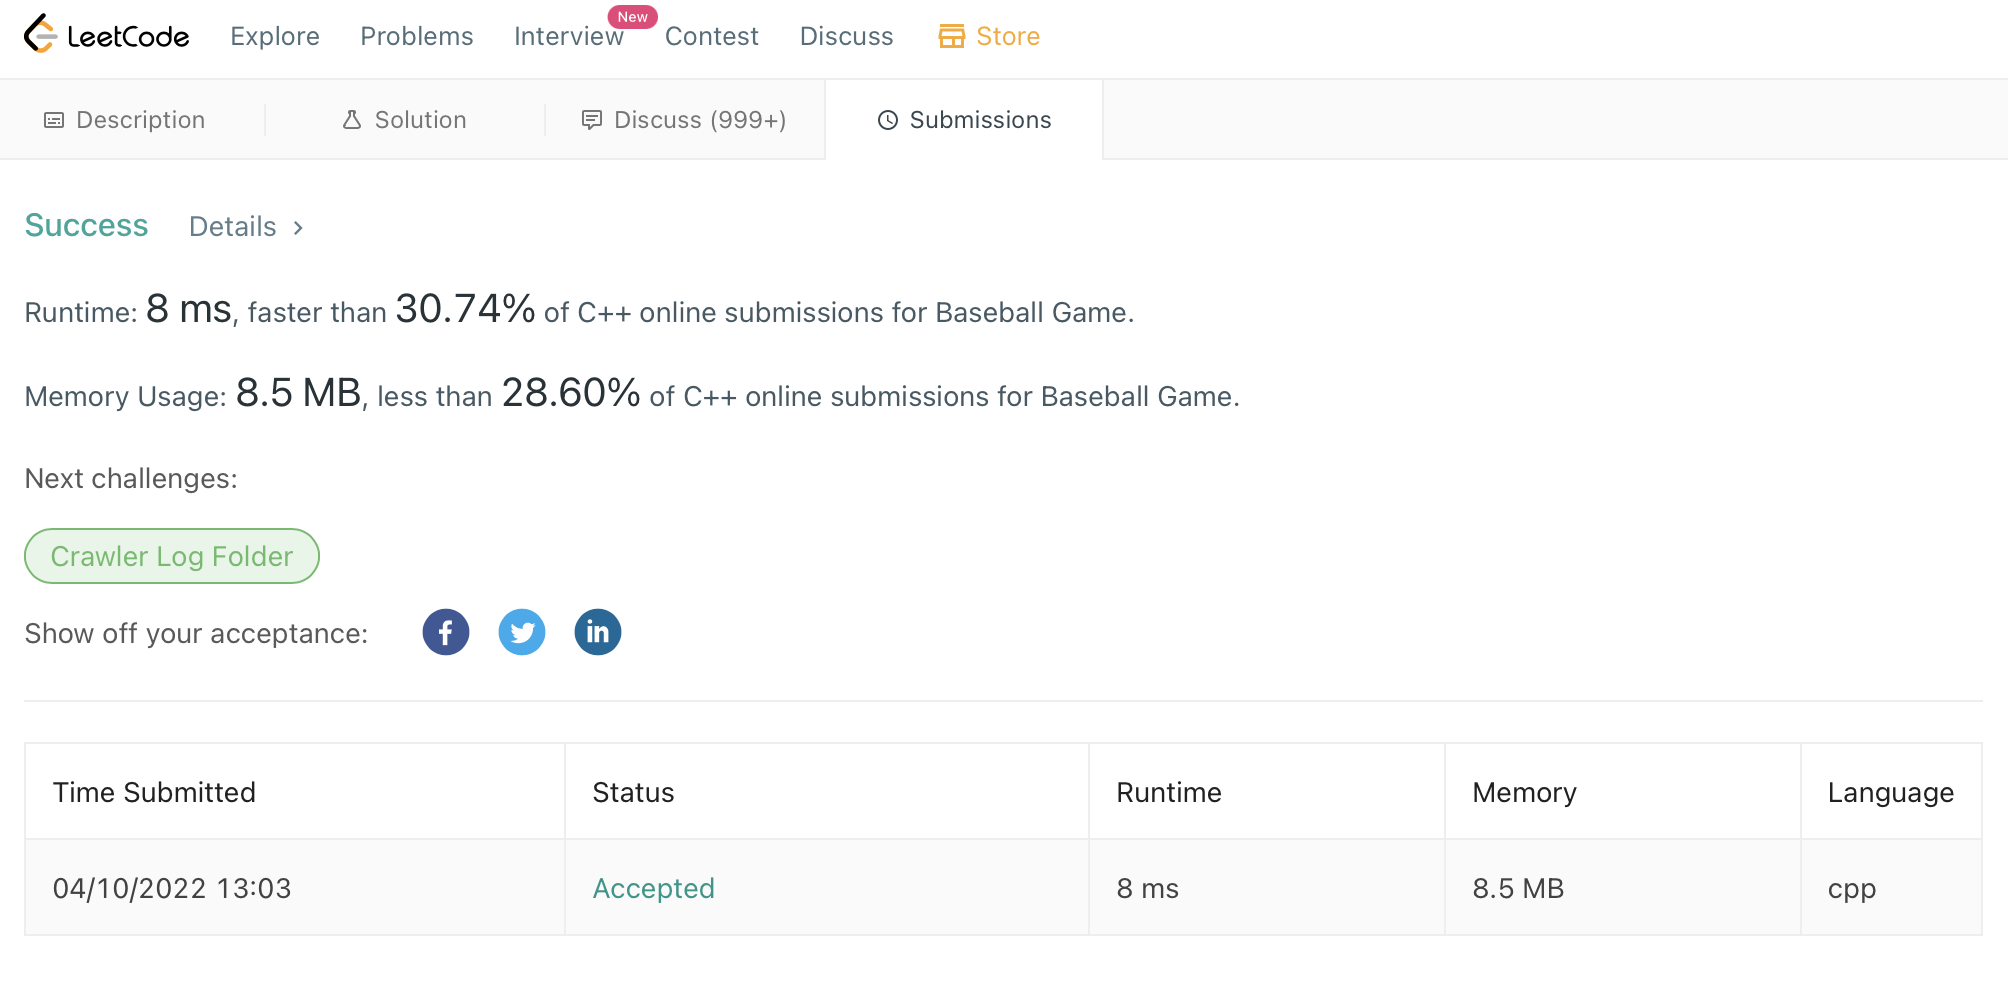 LeetCode Explore Problems Interview New Contest Discuss Store
Description Solution Discuss (999+) Submissions
Success Details >
Runtime: 8 ms, faster than 30.74% of C++ online submissions for Baseball Game.
Memory Usage: 8.5 MB, less than 28.60% of C++ online submissions for Baseball Game.
Next challenges:
Crawler Log Folder
Show off your acceptance: f in
Time Submitted Status Runtime Memory Language
04/10/2022 13:03 Accepted 8 ms 8.5 MB cpp